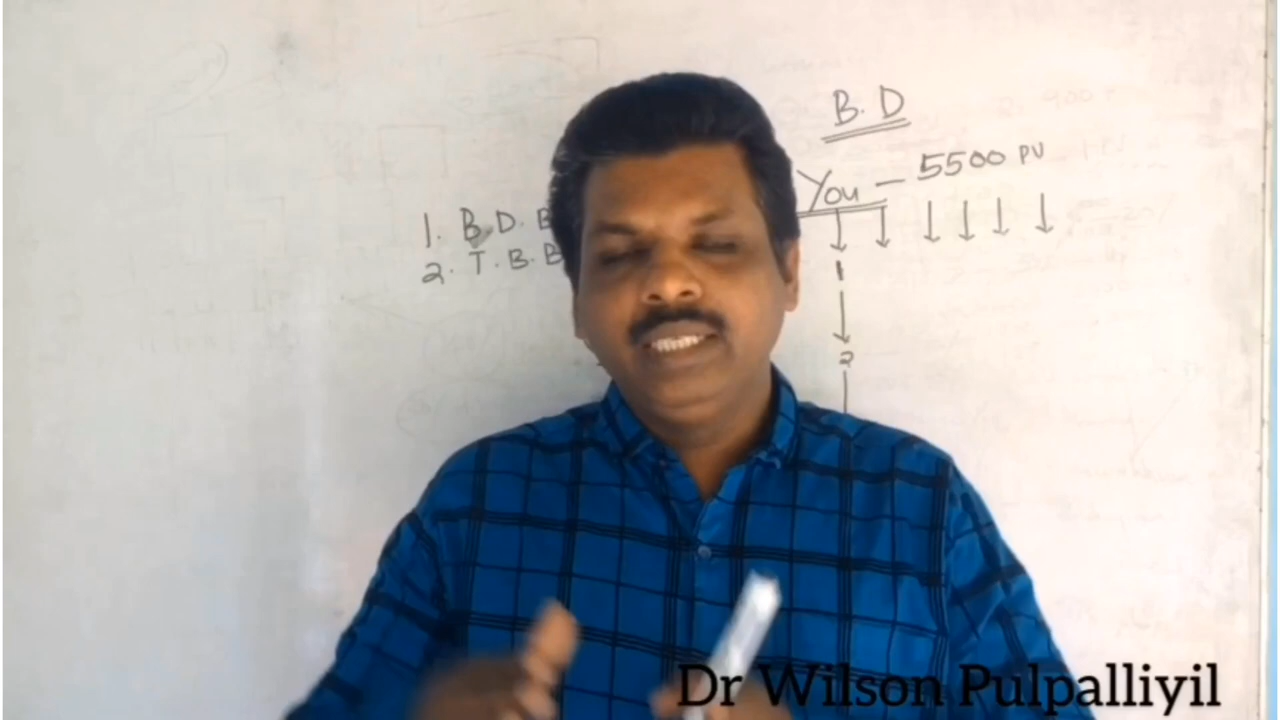 B.D
You – 5500 PV
1. B.D. B
2. T.B.B
1
2
Dr Wilson Pulpalliyil